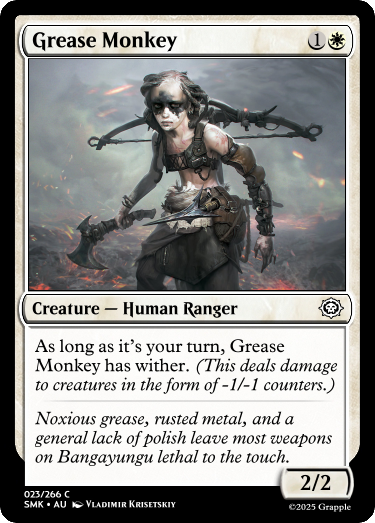 Grease Monkey 1
Creature — Human Ranger
As long as it's your turn, Grease
Monkey has wither. (This deals damage
to creatures in the form of -1/-1 counters.)
Noxious grease, rusted metal, and a
general lack of polish leave most weapons
on Bangayungu lethal to the touch.
2/2
023/266 C
SMK • AU Vladimir Krisetskiy
©2025 Grapple